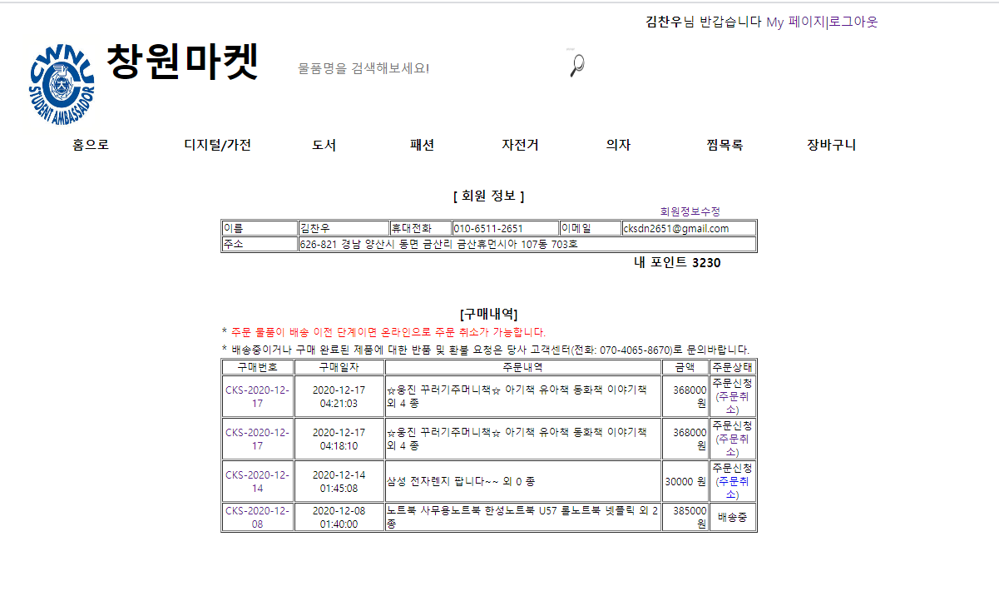 김찬우님 반갑습니다 My 페이지|로그아웃
CWNU STUDENT AMBASSADOR
창원마켓
물품명을 검색해보세요!
홈으로 디지털/가전 도서 패션 자전거 의자 찜목록 장바구니
[ 회원 정보 ]
회원정보수정
이름 김찬우 휴대전화 010-6511-2651 이메일 cksdn2651@gmail.com
주소 626-821 경남 양산시 동면 금산리 금산휴먼시아 107동 703호
내 포인트 3230
[구매내역]
* 주문 물품이 배송 이전 단계이면 온라인으로 주문 취소가 가능합니다.
* 배송중이거나 구매 완료된 제품에 대한 반품 및 환불 요청은 당사 고객센터(전화: 070-4065-8670)로 문의바랍니다.
구매번호 구매일자 주문내역 금액 주문상태
CKS-2020-12-17 2020-12-17 04:21:03 ☆웅진 꾸러기주머니책☆ 아기책 유아책 동화책 이야기책 외 4 종 368000 원 주문신청 (주문취소)
CKS-2020-12-17 2020-12-17 04:18:10 ☆웅진 꾸러기주머니책☆ 아기책 유아책 동화책 이야기책 외 4 종 368000 원 주문신청 (주문취소)
CKS-2020-12-14 2020-12-14 01:45:08 삼성 전자렌지 팝니다~~ 외 0 종 30000 원 주문신청 (주문취소)
CKS-2020-12-08 2020-12-08 01:40:00 노트북 사무용노트북 한성노트북 U57 롤노트북 넷플릭 외 2 종 385000 원 배송중